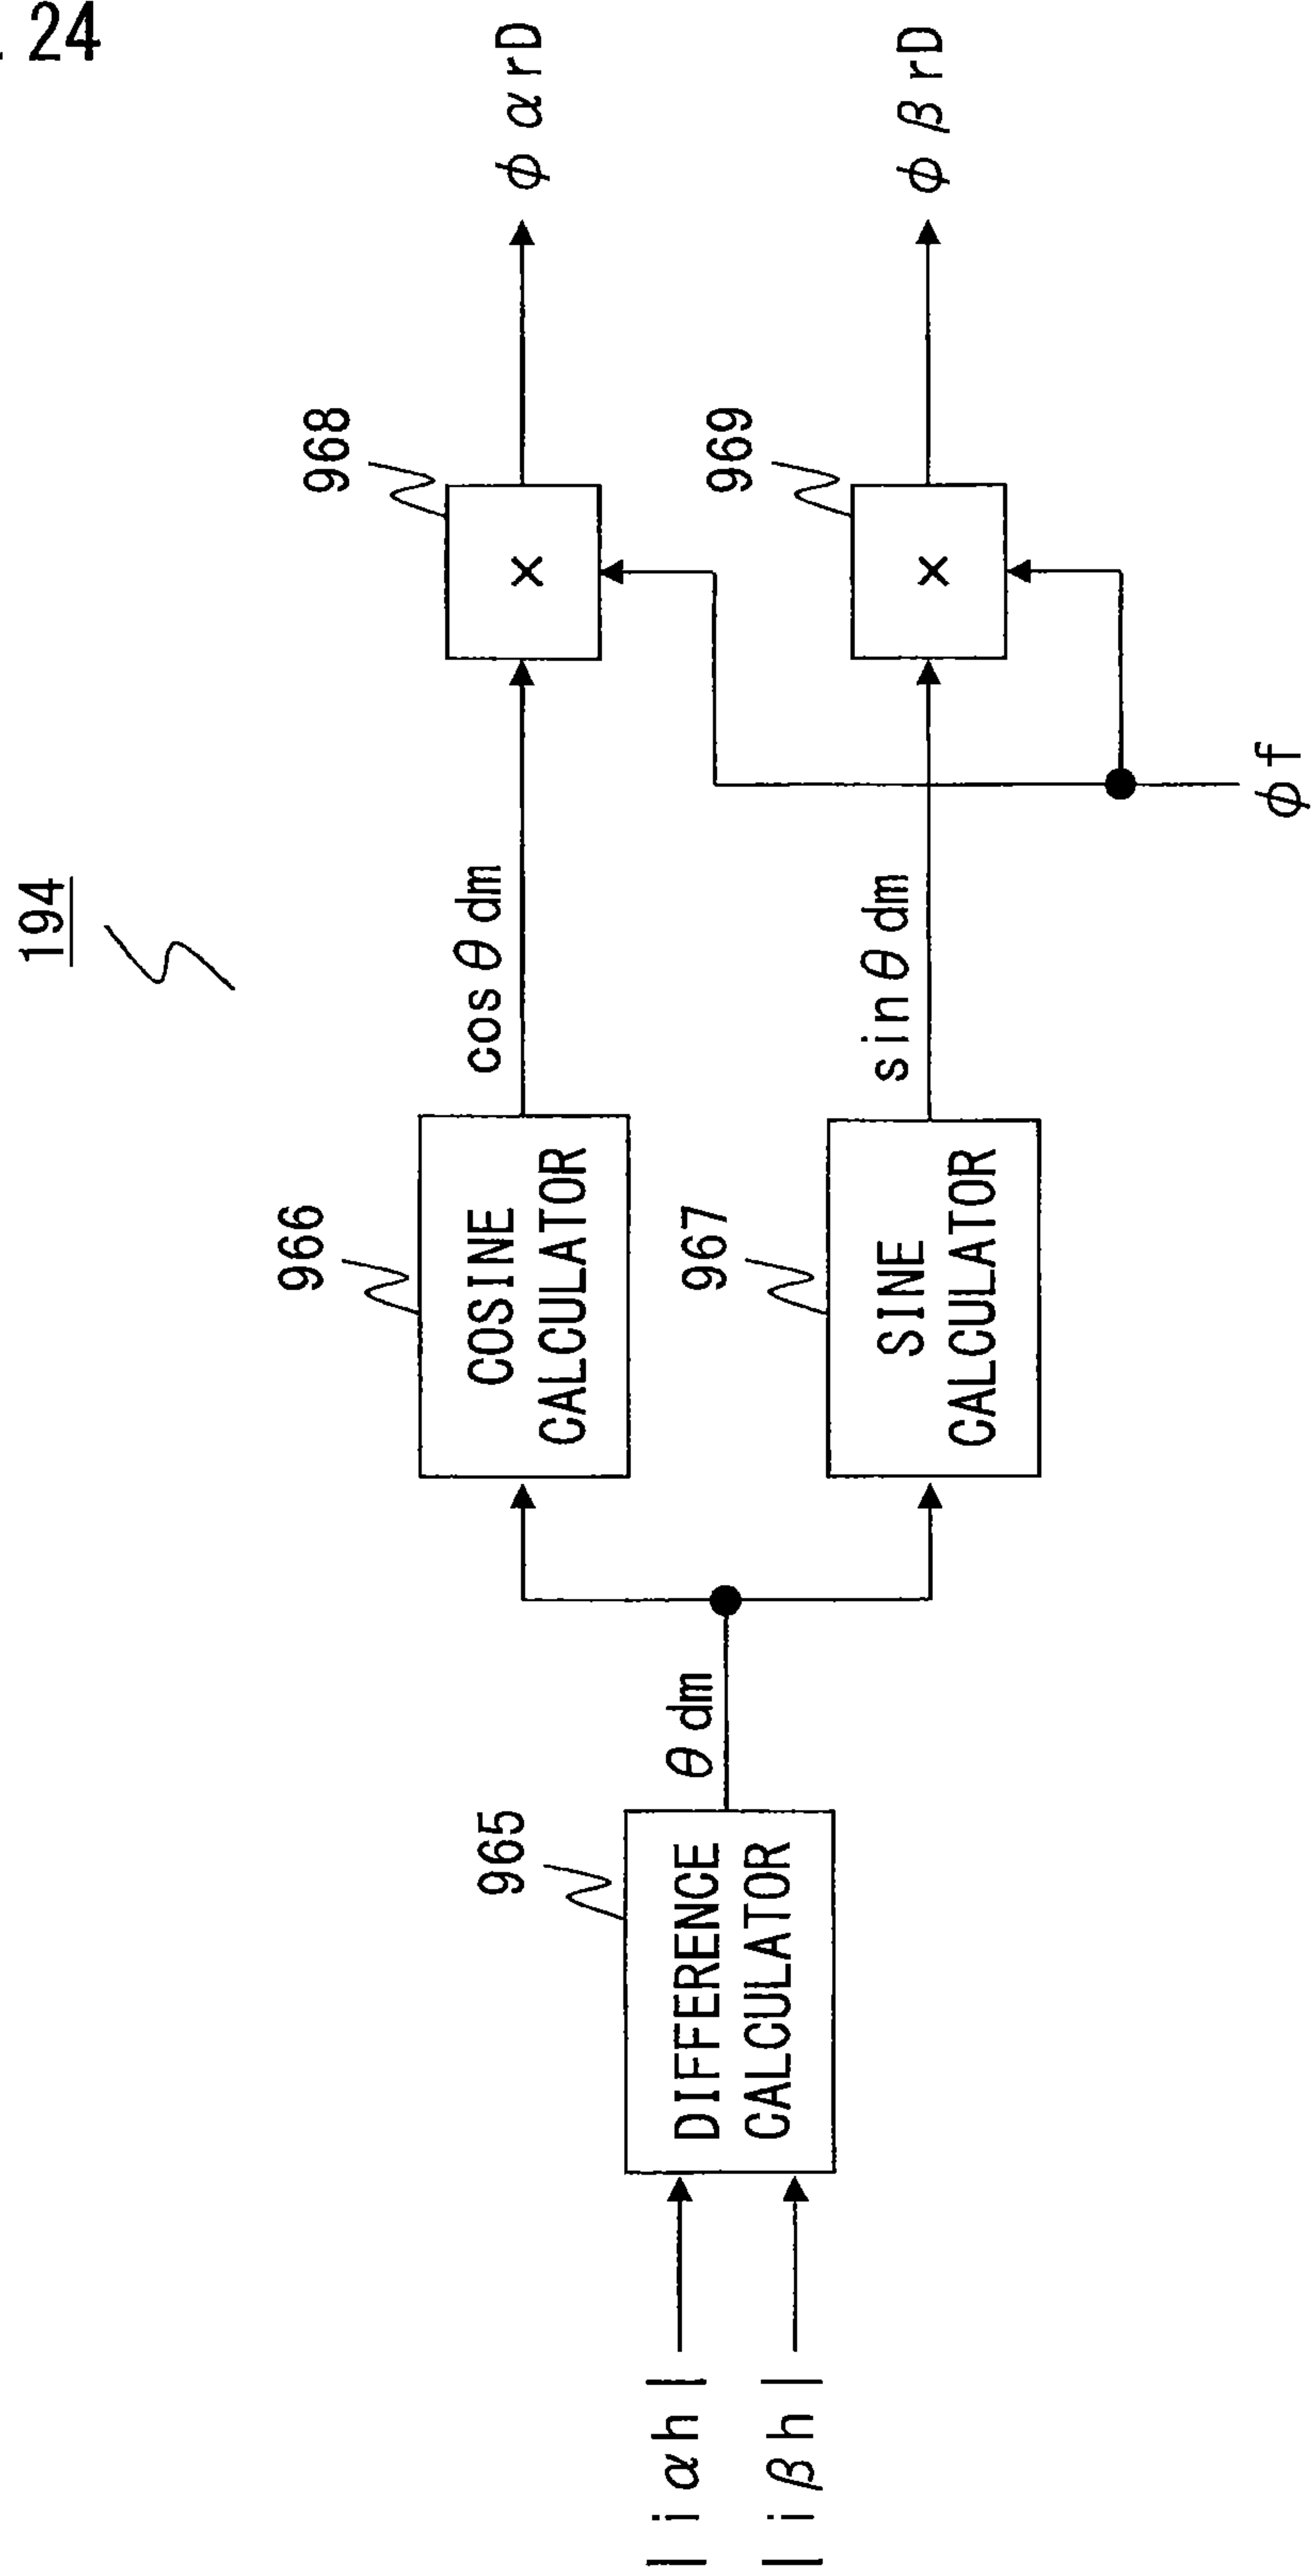 24
194
965
DIFFERENCE
CALCULATOR
|iαh|
|iβh|
θdm
966
COSINE
CALCULATOR
967
SINE
CALCULATOR
cosθdm
sinθdm
968
×
969
×
φf
φαrD
φβrD